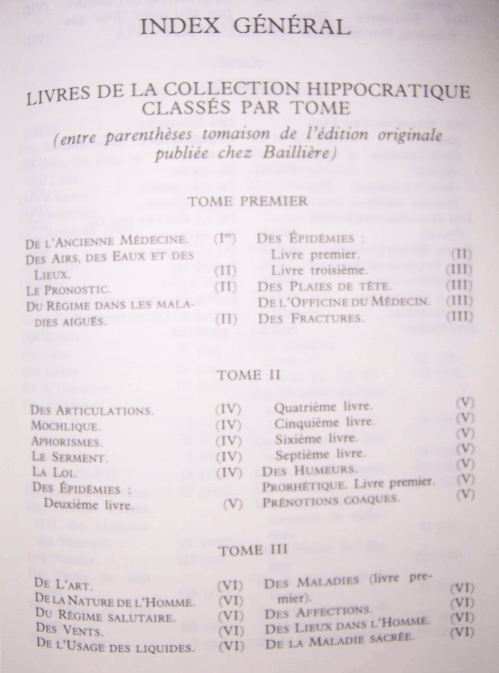 INDEX GÉNÉRAL
LIVRES DE LA COLLECTION HIPPOCRATIQUE
CLASSÉS PAR TOME
(entre parenthèses tomaison de l'édition originale
publiée chez Baillière)
TOME PREMIER
DE L'ANCIENNE MÉDECINE. (Ier)
DES AIRS, DES EAUX ET DES
LIEUX. (II)
LE PRONOSTIC. (II)
DU RÉGIME DANS LES MALA-
DIES AIGUËS. (II)
DES ÉPIDÉMIES :
Livre premier. (II)
Livre troisième. (III)
DES PLAIES DE TÊTE. (III)
DE L'OFFICINE DU MÉDECIN. (III)
DES FRACTURES. (III)
TOME II
DES ARTICULATIONS. (IV)
MOCHLIQUE. (IV)
APHORISMES. (IV)
LE SERMENT. (IV)
LA LOI. (IV)
DES ÉPIDÉMIES :
Deuxième livre. (V)
Quatrième livre. (V)
Cinquième livre. (V)
Sixième livre. (V)
Septième livre. (V)
DES HUMEURS. (V)
PRORHÉTIQUE. Livre premier. (V)
PRÉNOTIONS COAQUES. (V)
TOME III
DE L'ART. (VI)
DE LA NATURE DE L'HOMME. (VI)
DU RÉGIME SALUTAIRE. (VI)
DES VENTS. (VI)
DE L'USAGE DES LIQUIDES. (VI)
DES MALADIES (livre pre-
mier). (VI)
DES AFFECTIONS. (VI)
DES LIEUX DANS L'HOMME. (VI)
DE LA MALADIE SACRÉE. (VI)